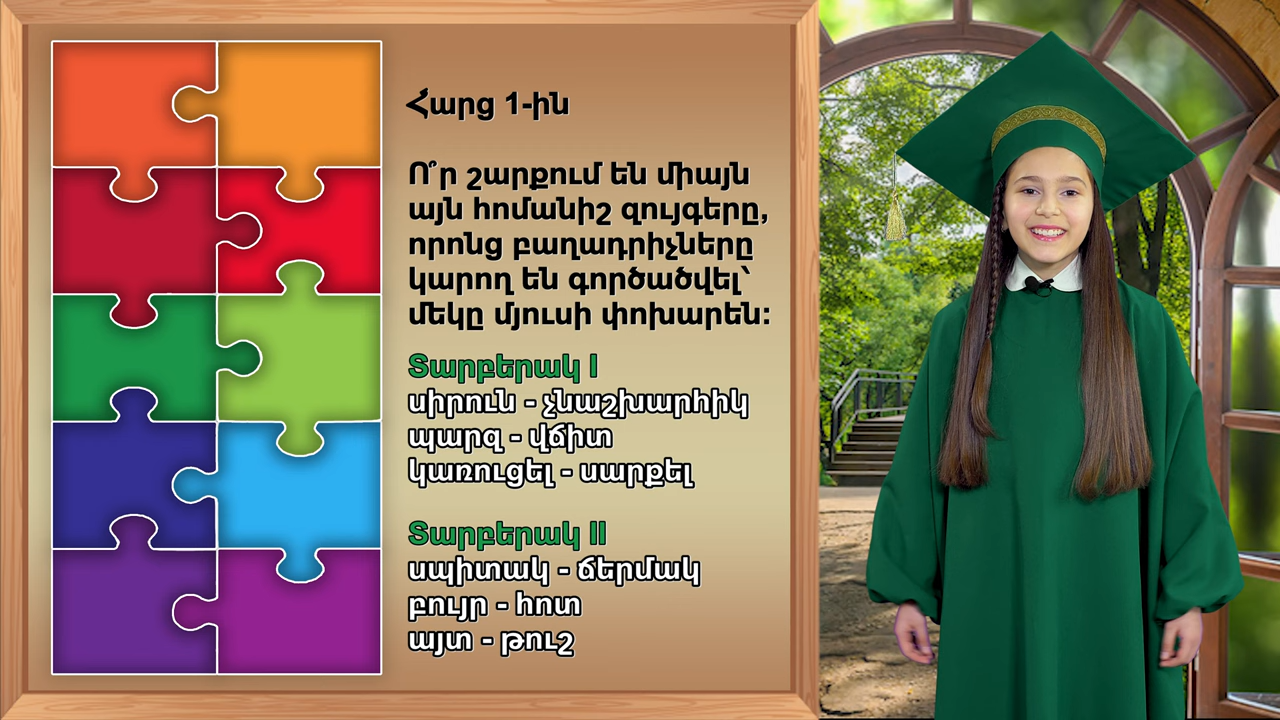 Հարց 1-ին
Ո՞ր շարքում են միայն
այն հոմանիշ զույգերը,
որոնց բաղադրիչները
կարող են գործածվել՝
մեկը մյուսի փոխարեն:
Տարբերակ I
սիրուն - չնաշխարհիկ
պարզ - վճիտ
կառուցել - սարքել
Տարբերակ II
սպիտակ - ճերմակ
բույր - հոտ
այտ - թուշ